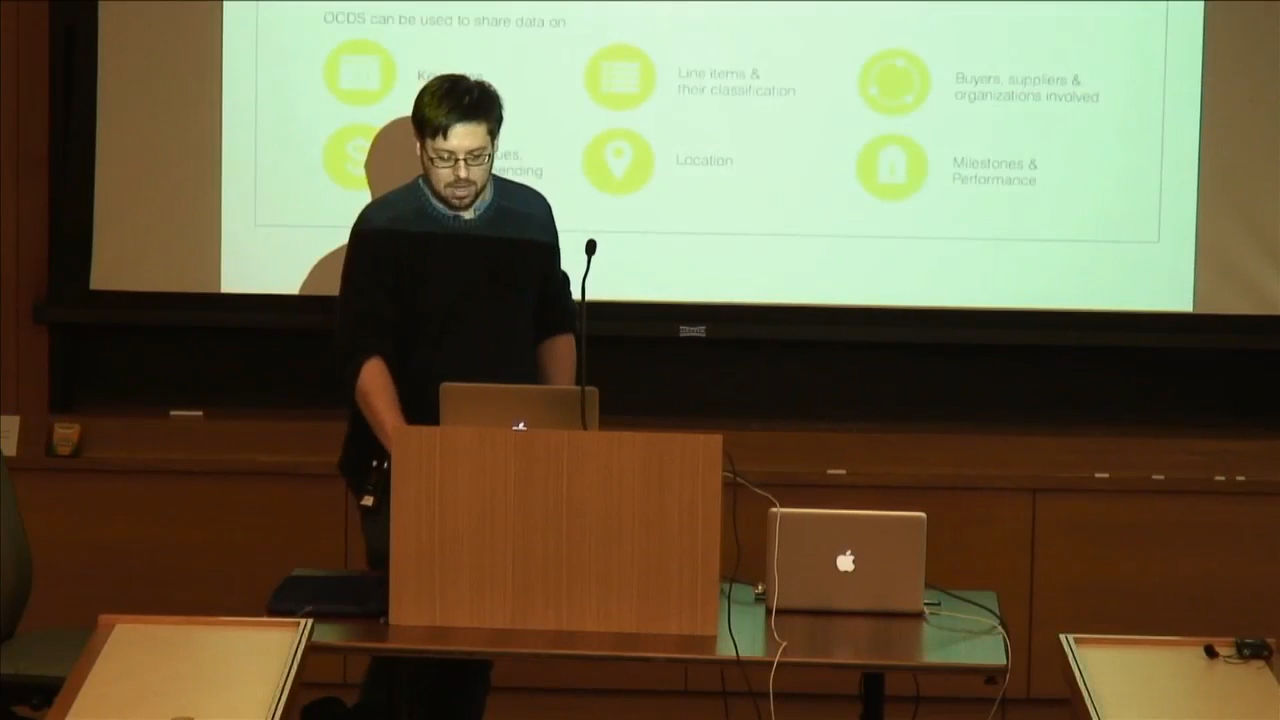 OCDS can be used to share data on
Line items &
their classification
Buyers, suppliers &
organizations involved
Location
Milestones &
Performance